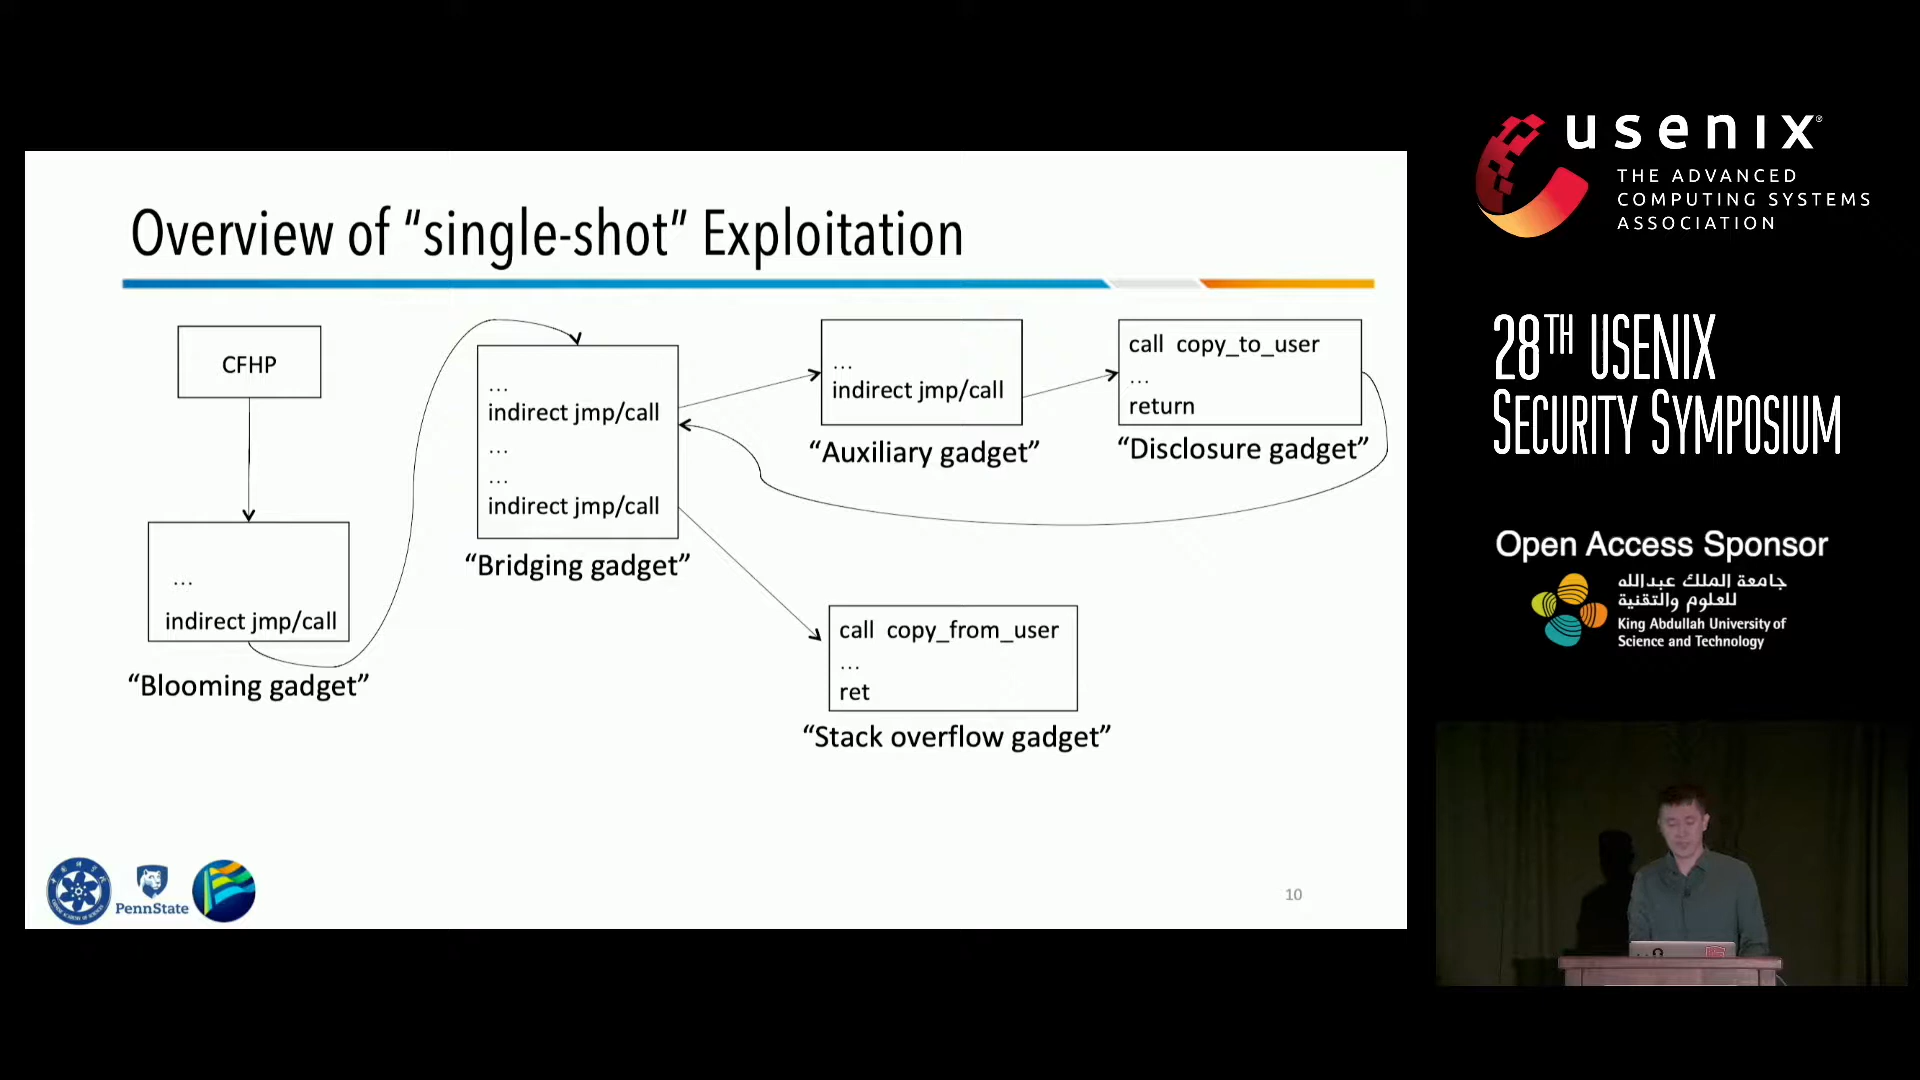 Overview of “single-shot” Exploitation
CFHP
...
indirect jmp/call
“Blooming gadget”
...
indirect jmp/call
...
...
indirect jmp/call
“Bridging gadget”
...
indirect jmp/call
“Auxiliary gadget”
call copy_to_user
...
return
“Disclosure gadget”
call copy_from_user
...
ret
“Stack overflow gadget”
PennState
10
usenix®
THE ADVANCED
COMPUTING SYSTEMS
ASSOCIATION
28TH USENIX
SECURITY SYMPOSIUM
Open Access Sponsor
جامعة الملك عبدالله
للعلوم والتقنية
King Abdullah University of
Science and Technology